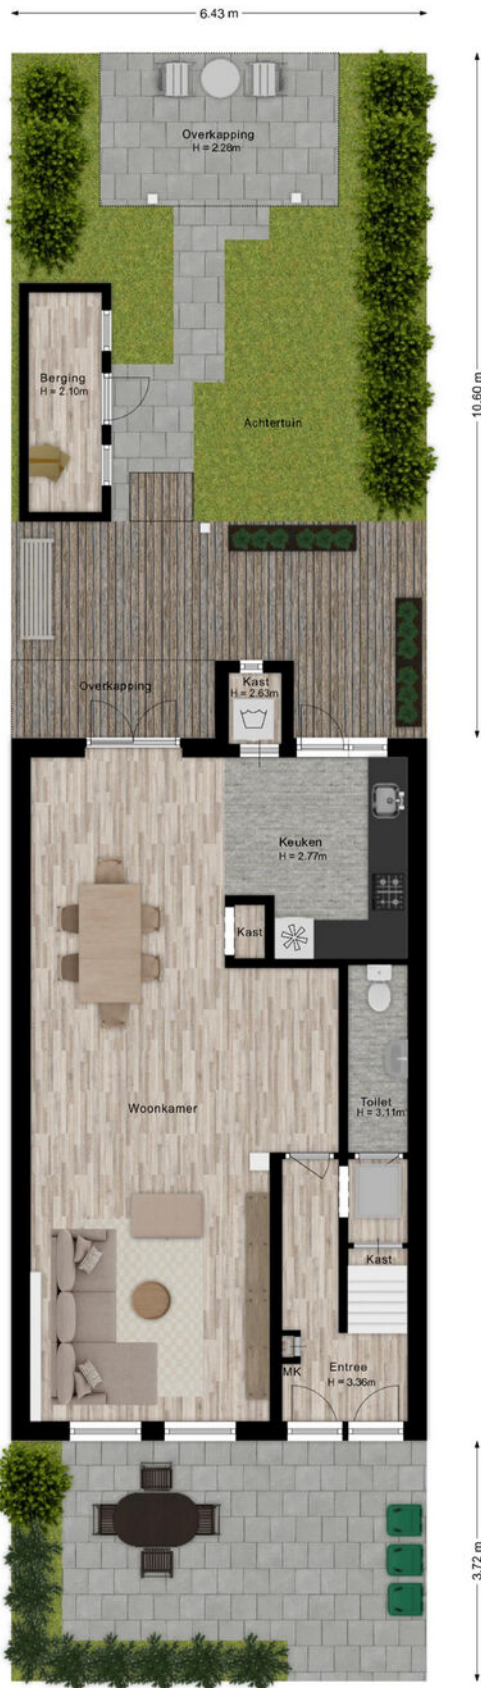 6.43 m
Overkapping
H = 2.28m
10.60 m
Berging
H = 2.10m
Achtertuin
Overkapping
Kast
H = 2.63m
Keuken
H = 2.77m
Kast
Woonkamer
Toilet
H = 3.11m
Kast
MK
Entree
H = 3.36m
3.72 m